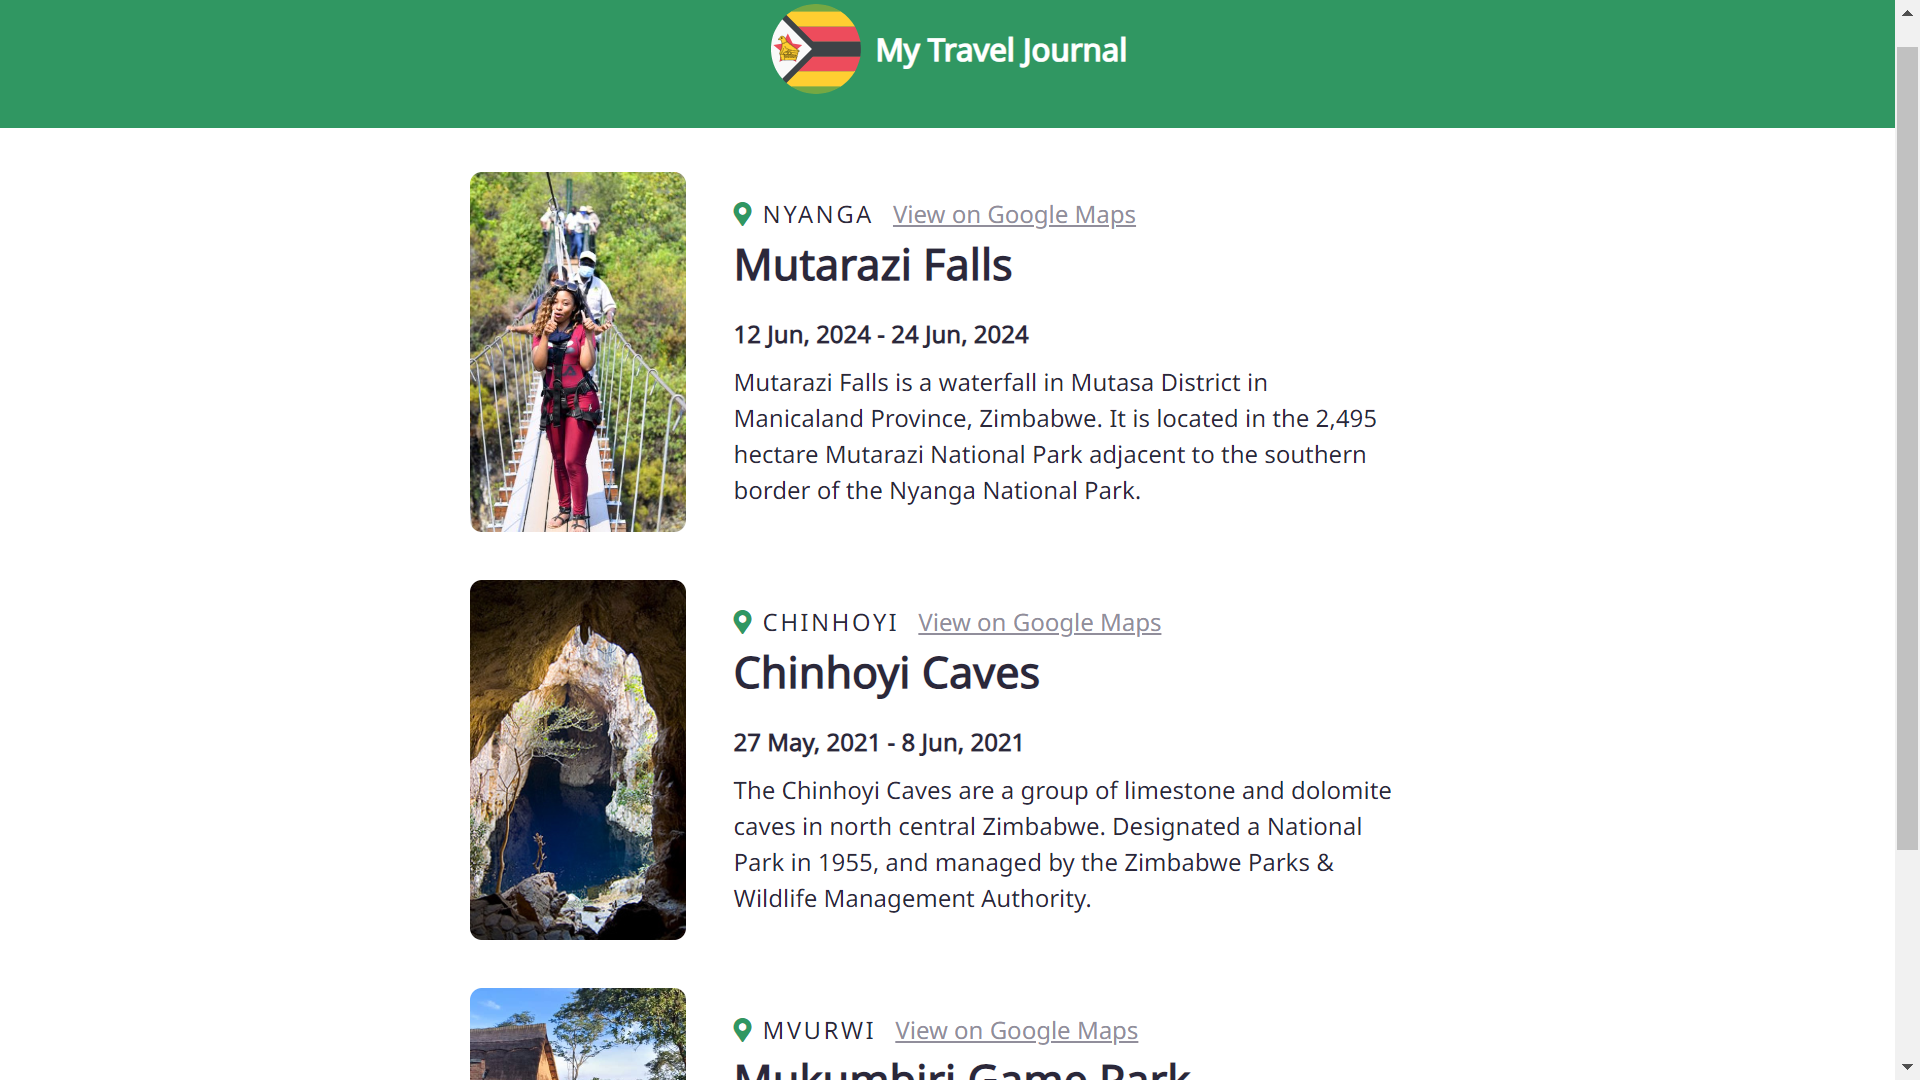 My Travel Journal
NYANGA View on Google Maps
Mutarazi Falls
12 Jun, 2024 - 24 Jun, 2024
Mutarazi Falls is a waterfall in Mutasa District in
Manicaland Province, Zimbabwe. It is located in the 2,495
hectare Mutarazi National Park adjacent to the southern
border of the Nyanga National Park.
CHINHOYI View on Google Maps
Chinhoyi Caves
27 May, 2021 - 8 Jun, 2021
The Chinhoyi Caves are a group of limestone and dolomite
caves in north central Zimbabwe. Designated a National
Park in 1955, and managed by the Zimbabwe Parks &
Wildlife Management Authority.
MVURWI View on Google Maps
Mukumbiri Game Park